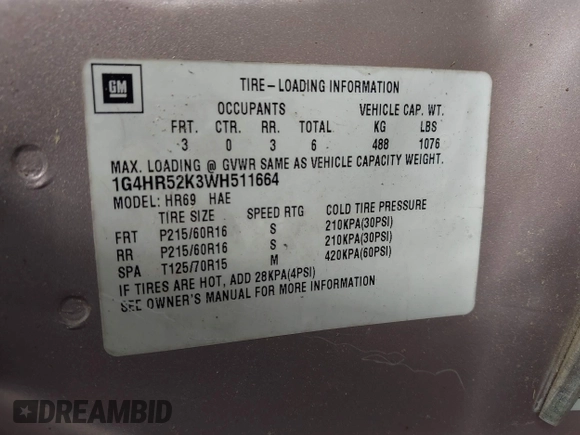 GM
TIRE-LOADING INFORMATION
OCCUPANTS VEHICLE CAP. WT.
FRT. CTR. RR. TOTAL KG LBS
3 0 3 6 488 1076
MAX. LOADING @ GVWR SAME AS VEHICLE CAPACITY WEIGHT.
1G4HR52K3WH511664
MODEL: HR69 HAE
TIRE SIZE SPEED RTG COLD TIRE PRESSURE
FRT P215/60R16 S 210KPA(30PSI)
RR P215/60R16 S 210KPA(30PSI)
SPA T125/70R15 M 420KPA(60PSI)
IF TIRES ARE HOT, ADD 28KPA(4PSI)
SEE OWNER'S MANUAL FOR MORE INFORMATION
DREAMBID